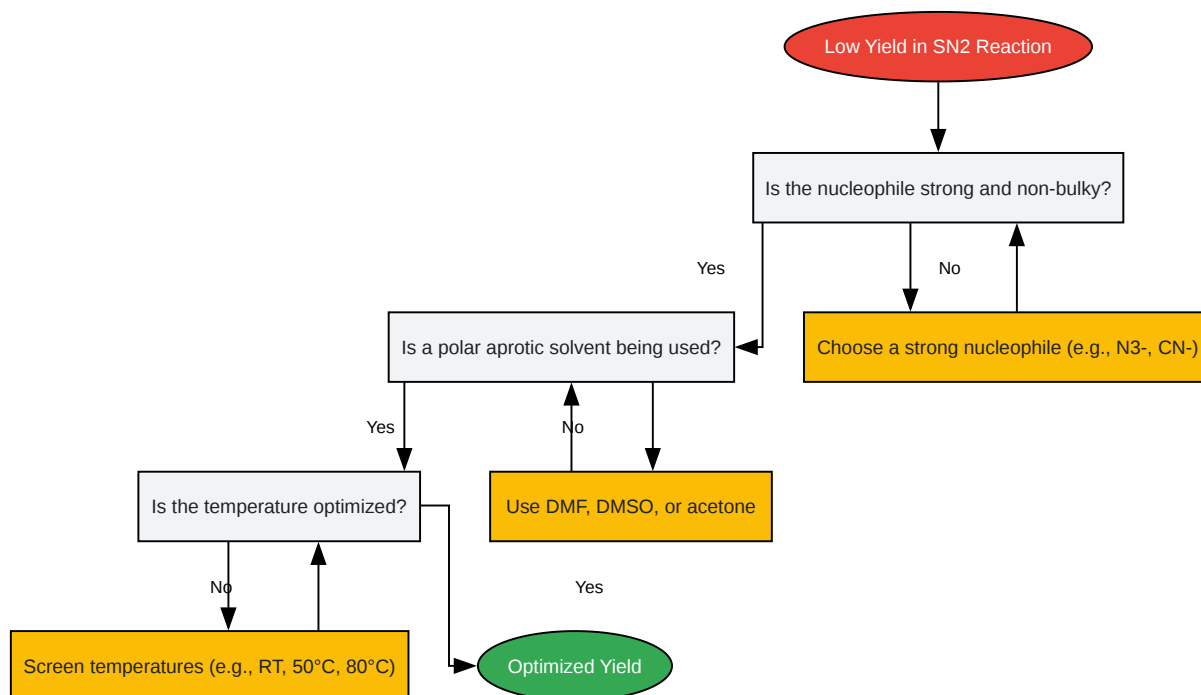 Low Yield in SN2 Reaction
Is the nucleophile strong and non-bulky?
Yes
No
Is a polar aprotic solvent being used?
Choose a strong nucleophile (e.g., N3-, CN-)
Yes
No
Is the temperature optimized?
Use DMF, DMSO, or acetone
No
Yes
Screen temperatures (e.g., RT, 50°C, 80°C)
Optimized Yield